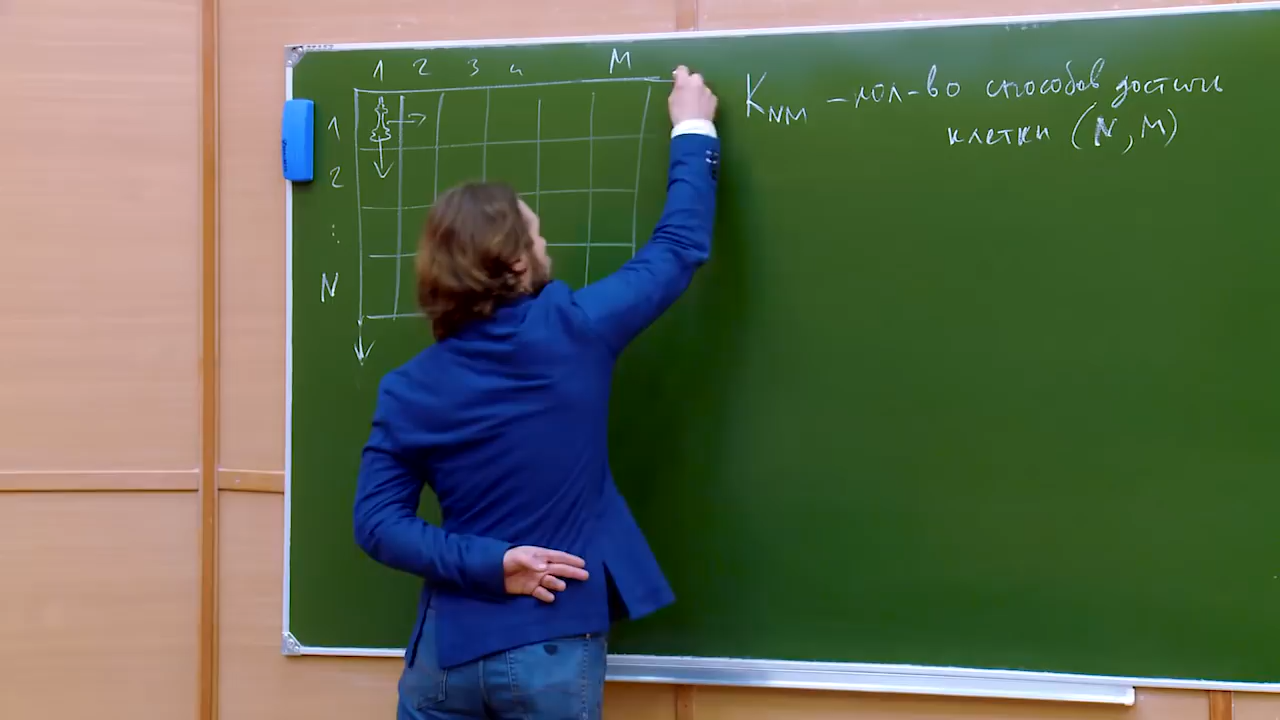 1 2 3 4 M
K_NM – кол-во способов достичь
клетки (N, M)
1
2
:
N